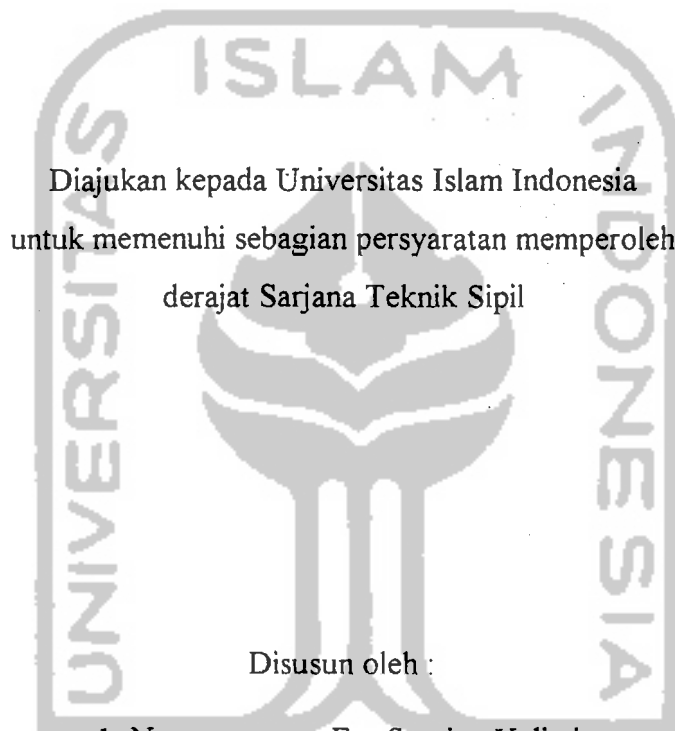 UNIVERSITAS ISLAM INDONESIA
Diajukan kepada Universitas Islam Indonesia
untuk memenuhi sebagian persyaratan memperoleh
derajat Sarjana Teknik Sipil
Disusun oleh :